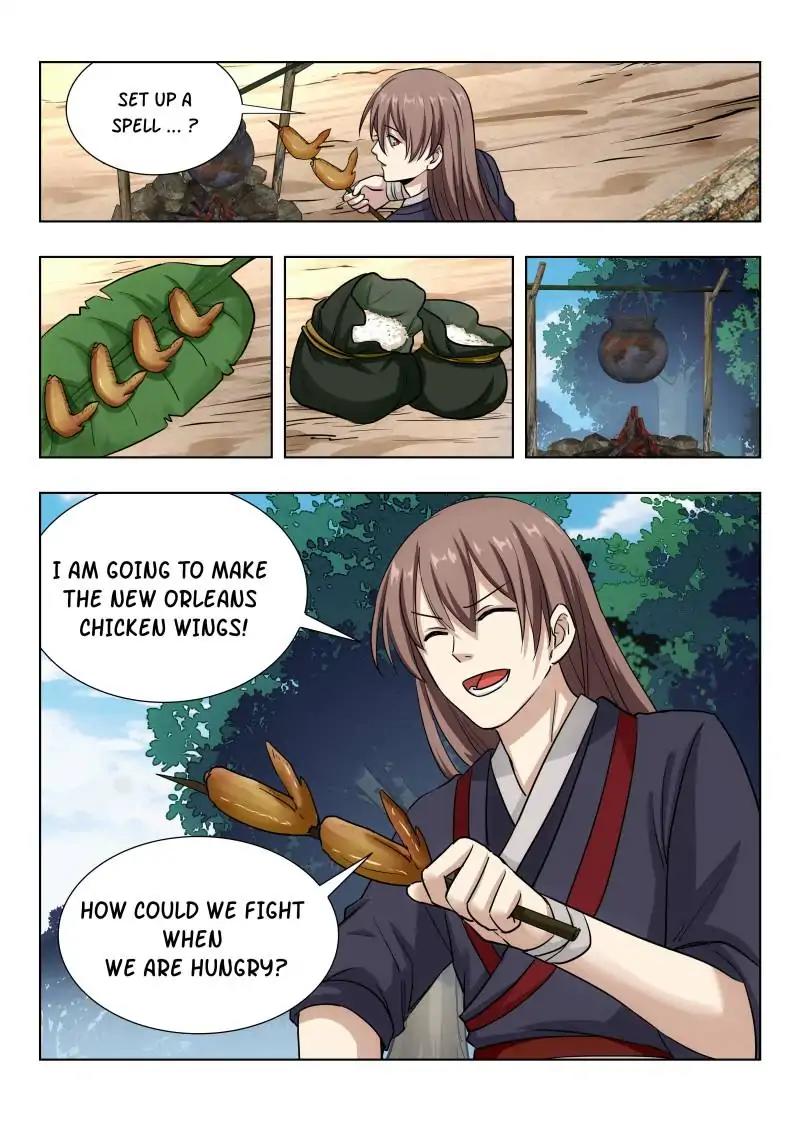 SET UP A
SPELL ... ?
I AM GOING TO MAKE
THE NEW ORLEANS
CHICKEN WINGS!
HOW COULD WE FIGHT
WHEN
WE ARE HUNGRY?